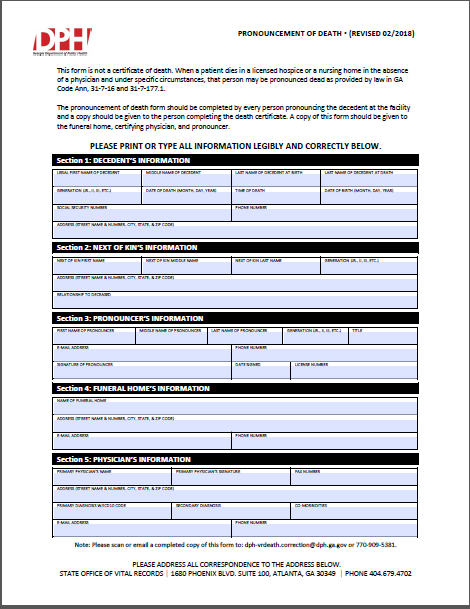 DPH
Georgia Department of Public Health
PRONOUNCEMENT OF DEATH • (REVISED 02/2018)
This form is not a certificate of death. When a patient dies in a licensed hospice or a nursing home in the absence
of a physician and under specific circumstances, that person may be pronounced dead as provided by law in GA
Code Ann, 31-7-16 and 31-7-177.1.
The pronouncement of death form should be completed by every person pronouncing the decedent at the facility
and a copy should be given to the person completing the death certificate. A copy of this form should be given to
the funeral home, certifying physician, and pronouncer.
PLEASE PRINT OR TYPE ALL INFORMATION LEGIBLY AND CORRECTLY BELOW.
Section 1: DECEDENT'S INFORMATION
LEGAL FIRST NAME OF DECEDENT MIDDLE NAME OF DECEDENT LAST NAME OF DECEDENT AT BIRTH LAST NAME OF DECEDENT AT DEATH
GENERATION (JR., II, III, ETC.) DATE OF DEATH (MONTH, DAY, YEAR) TIME OF DEATH DATE OF BIRTH (MONTH, DAY, YEAR)
SOCIAL SECURITY NUMBER PHONE NUMBER
ADDRESS (STREET NAME & NUMBER, CITY, STATE, & ZIP CODE)
Section 2: NEXT OF KIN'S INFORMATION
NEXT OF KIN FIRST NAME NEXT OF KIN MIDDLE NAME NEXT OF KIN LAST NAME GENERATION (JR., II, III, ETC.)
ADDRESS (STREET NAME & NUMBER, CITY, STATE, & ZIP CODE)
RELATIONSHIP TO DECEASED
Section 3: PRONOUNCER'S INFORMATION
FIRST NAME OF PRONOUNCER MIDDLE NAME OF PRONOUNCER LAST NAME OF PRONOUNCER GENERATION (JR., II, III, ETC.) TITLE
E-MAIL ADDRESS PHONE NUMBER
SIGNATURE OF PRONOUNCER DATE SIGNED LICENSE NUMBER
Section 4: FUNERAL HOME'S INFORMATION
NAME OF FUNERAL HOME
ADDRESS (STREET NAME & NUMBER, CITY, STATE, & ZIP CODE)
E-MAIL ADDRESS PHONE NUMBER
Section 5: PHYSICIAN'S INFORMATION
PRIMARY PHYSICIAN'S NAME PRIMARY PHYSICIAN'S SIGNATURE FAX NUMBER
ADDRESS (STREET NAME & NUMBER, CITY, STATE, & ZIP CODE)
PRIMARY DIAGNOSIS W/ICD10 CODE SECONDARY DIAGNOSIS CO-MORBIDITIES
E-MAIL ADDRESS PHONE NUMBER
Note: Please scan or email a completed copy of this form to: dph-vrdeath.correction@dph.ga.gov or 770-909-5381.
PLEASE ADDRESS ALL CORRESPONDENCE TO THE ADDRESS BELOW.
STATE OFFICE OF VITAL RECORDS | 1680 PHOENIX BLVD. SUITE 100, ATLANTA, GA 30349 | PHONE 404.679.4702